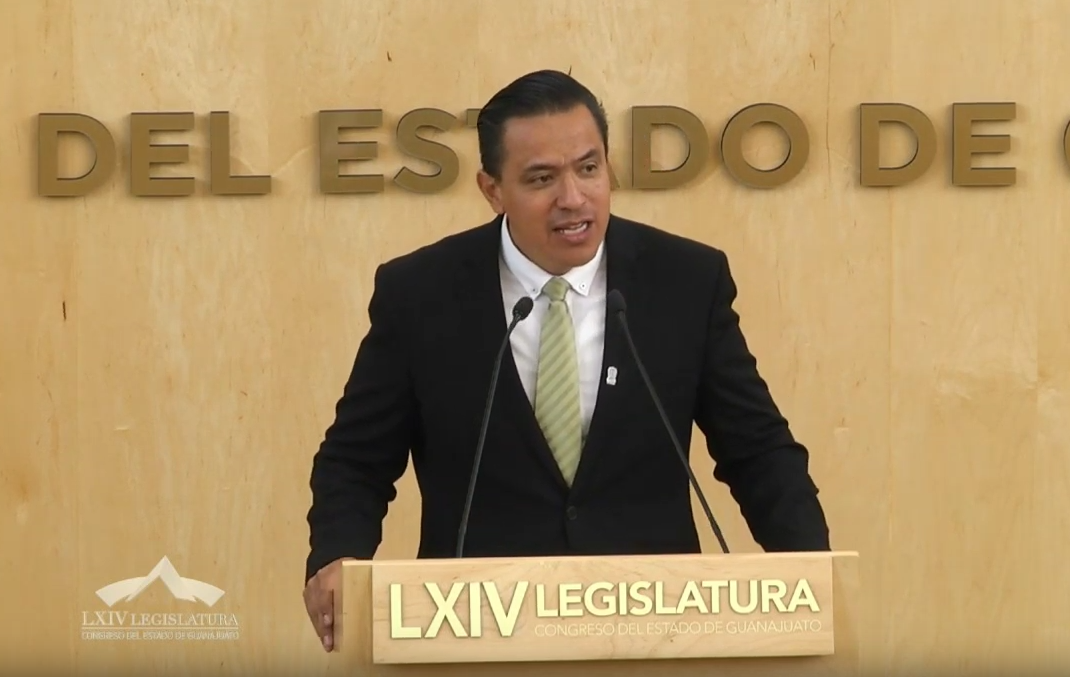 DEL ESTADO DE
LXIV LEGISLATURA
CONGRESO DEL ESTADO DE GUANAJUATO
LXIV LEGISLATURA
CONGRESO DEL ESTADO DE GUANAJUATO